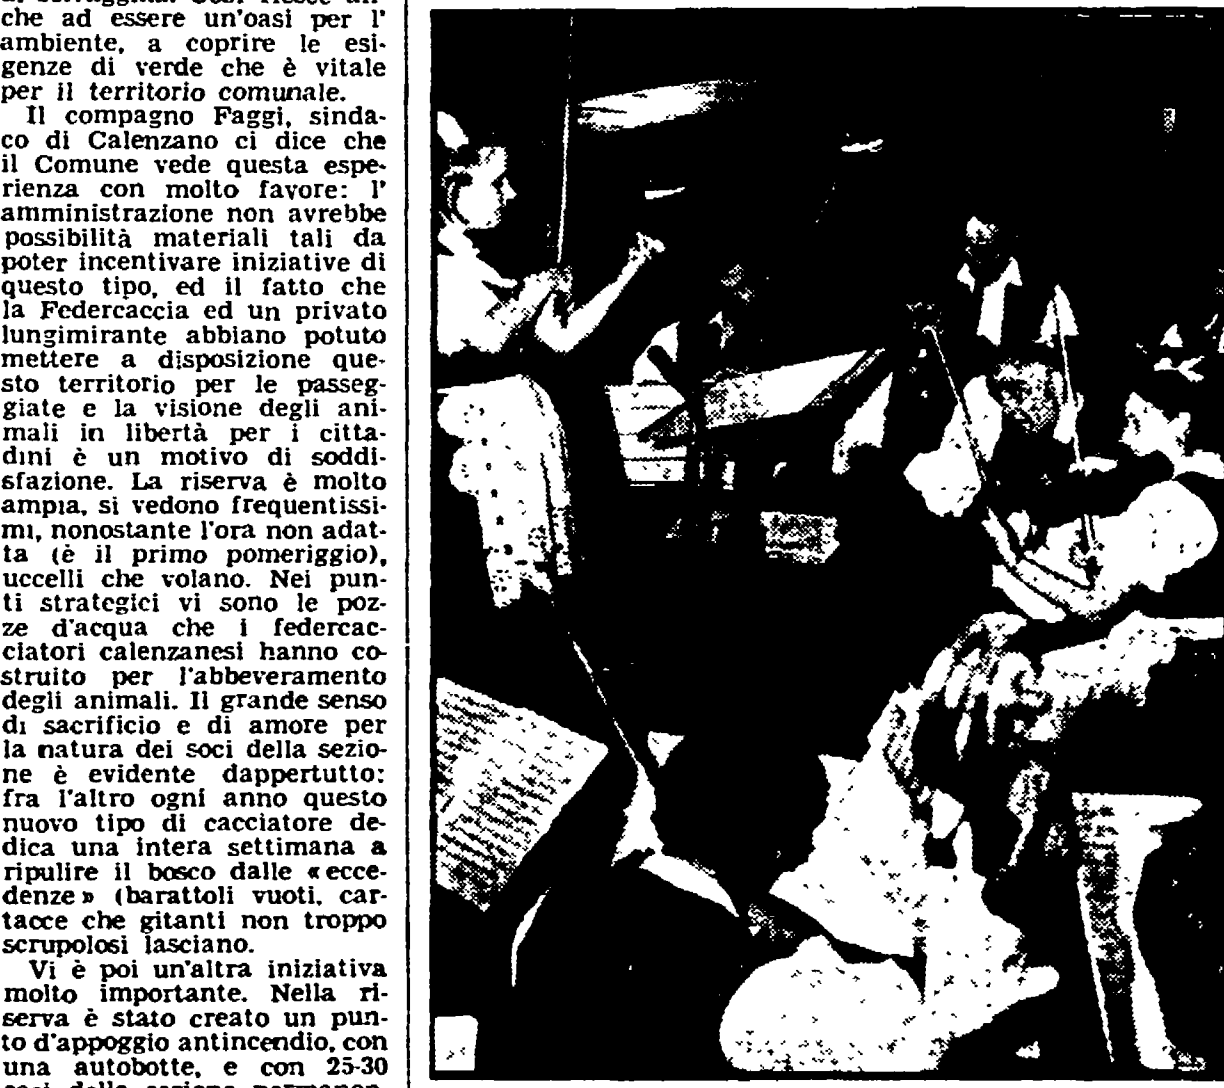 che ad essere un'oasi per l'
ambiente, a coprire le esi-
genze di verde che è vitale
per il territorio comunale.
Il compagno Faggi, sinda-
co di Calenzano ci dice che
il Comune vede questa espe-
rienza con molto favore: l'
amministrazione non avrebbe
possibilità materiali tali da
poter incentivare iniziative di
questo tipo, ed il fatto che
la Federcaccia ed un privato
lungimirante abbiano potuto
mettere a disposizione que-
sto territorio per le passeg-
giate e la visione degli ani-
mali in libertà per i citta-
dini è un motivo di soddi-
sfazione. La riserva è molto
ampia, si vedono frequentissi-
mi, nonostante l'ora non adat-
ta (è il primo pomeriggio),
uccelli che volano. Nei pun-
ti strategici vi sono le poz-
ze d'acqua che i federcac-
ciatori calenzanesi hanno co-
struito per l'abbeveramento
degli animali. Il grande senso
di sacrificio e di amore per
la natura dei soci della sezio-
ne è evidente dappertutto:
fra l'altro ogni anno questo
nuovo tipo di cacciatore de-
dica una intera settimana a
ripulire il bosco dalle «ecce-
denze» (barattoli vuoti, car-
tacce che gitanti non troppo
scrupolosi lasciano.
Vi è poi un'altra iniziativa
molto importante. Nella ri-
serva è stato creato un pun-
to d'appoggio antincendio, con
una autobotte, e con 25-30